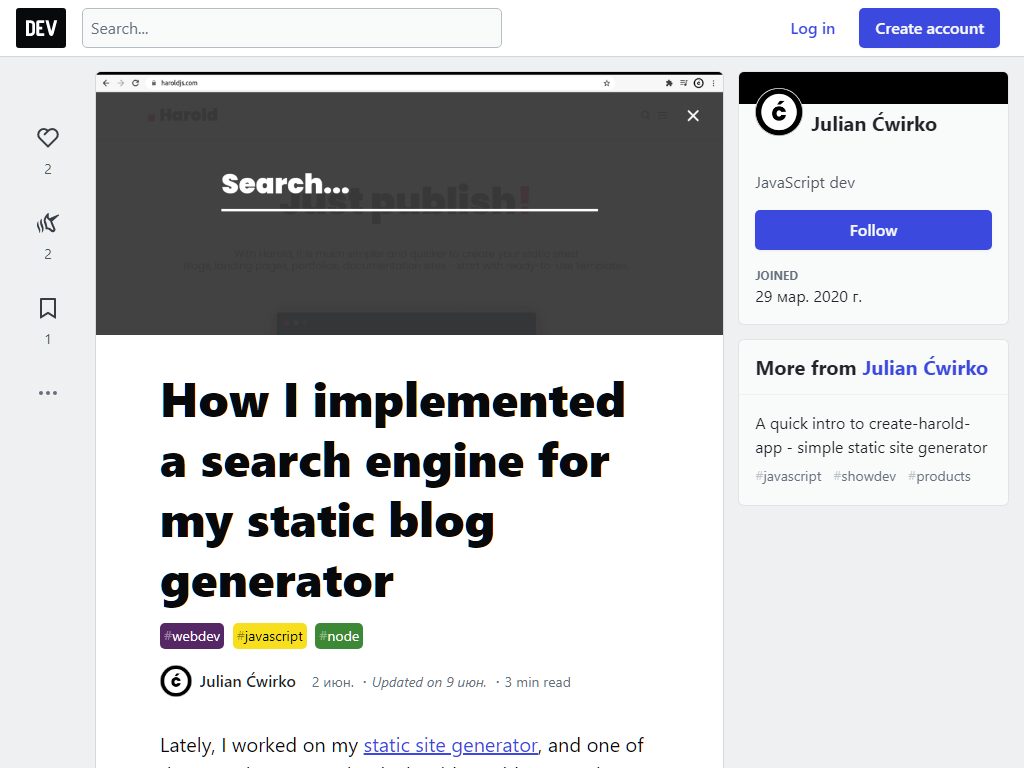 DEV
Search...
Log in
Create account
haroldjs.com
Harold
Search...
Just publish!
2
2
1
How I implemented
a search engine for
my static blog
generator
#webdev #javascript #node
Julian Ćwirko 2 июн. · Updated on 9 июн. · 3 min read
Lately, I worked on my static site generator, and one of
Julian Ćwirko
JavaScript dev
Follow
JOINED
29 мар. 2020 г.
More from Julian Ćwirko
A quick intro to create-harold-
app - simple static site generator
#javascript #showdev #products